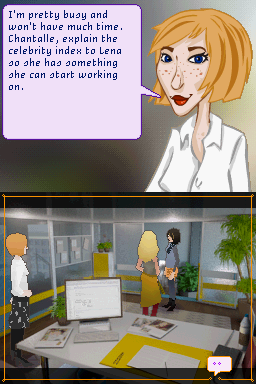 I'm pretty busy and
won't have much time.
Chantalle, explain the
celebrity index to Lena
so she has something
she can start working
on.